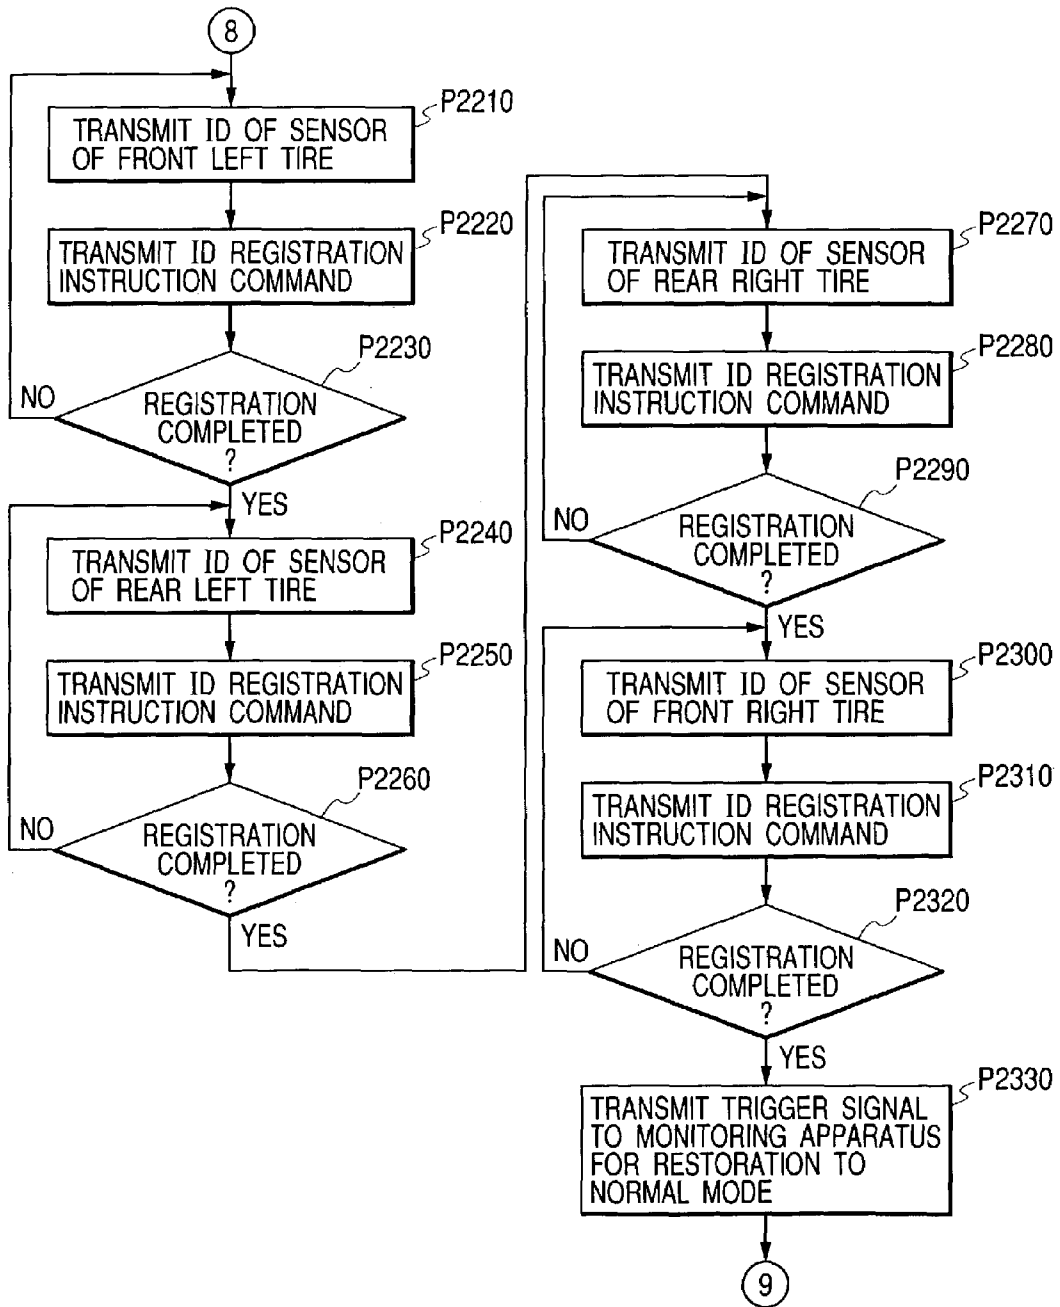 8
P2210
TRANSMIT ID OF SENSOR
OF FRONT LEFT TIRE
P2220
TRANSMIT ID REGISTRATION
INSTRUCTION COMMAND
P2230
NO
REGISTRATION
COMPLETED
?
YES
P2240
TRANSMIT ID OF SENSOR
OF REAR LEFT TIRE
P2250
TRANSMIT ID REGISTRATION
INSTRUCTION COMMAND
P2260
NO
REGISTRATION
COMPLETED
?
YES
P2270
TRANSMIT ID OF SENSOR
OF REAR RIGHT TIRE
P2280
TRANSMIT ID REGISTRATION
INSTRUCTION COMMAND
P2290
NO
REGISTRATION
COMPLETED
?
YES
P2300
TRANSMIT ID OF SENSOR
OF FRONT RIGHT TIRE
P2310
TRANSMIT ID REGISTRATION
INSTRUCTION COMMAND
P2320
NO
REGISTRATION
COMPLETED
?
YES
P2330
TRANSMIT TRIGGER SIGNAL
TO MONITORING APPARATUS
FOR RESTORATION TO
NORMAL MODE
9